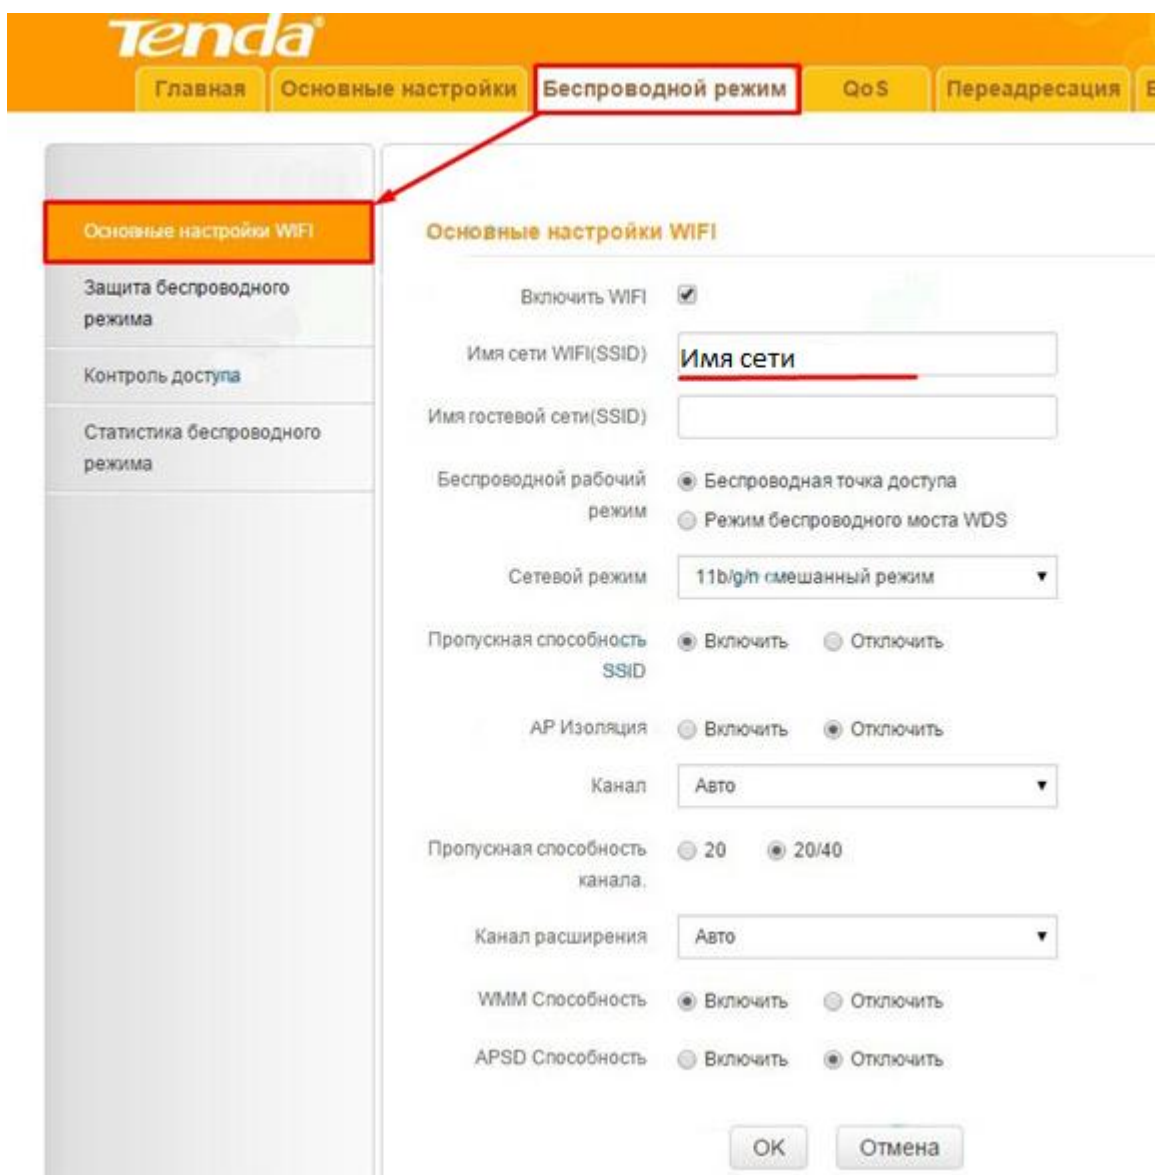 Tenda
Главная Основные настройки Беспроводной режим QoS Переадресация
Основные настройки WIFI
Защита беспроводного
режима
Контроль доступа
Статистика беспроводного
режима
Основные настройки WIFI
Включить WIFI
Имя сети WIFI(SSID) Имя сети
Имя гостевой сети(SSID)
Беспроводной рабочий
режим
Беспроводная точка доступа
Режим беспроводного моста WDS
Сетевой режим 11b/g/n смешанный режим
Пропускная способность
SSID
Включить Отключить
AP Изоляция Включить Отключить
Канал Авто
Пропускная способность
канала.
20 20/40
Канал расширения Авто
WMM Способность Включить Отключить
APSD Способность Включить Отключить
OK Отмена